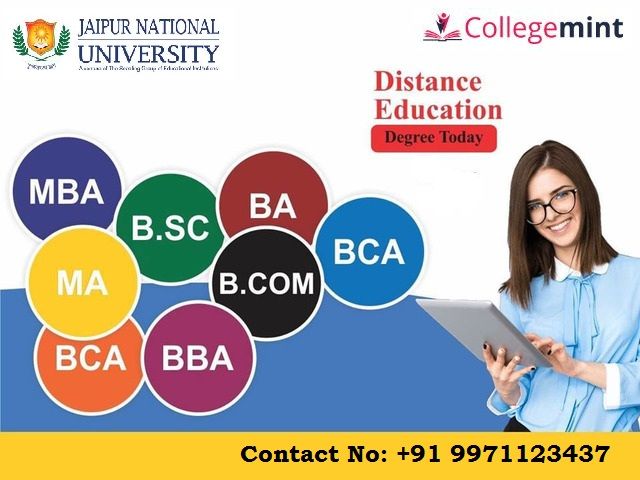 JAIPUR NATIONAL
UNIVERSITY
Collegemint
Distance
Education
Degree Today
MBA
B.SC
BA
BCA
MA
B.COM
BCA
BBA
Contact No: +91 9971123437